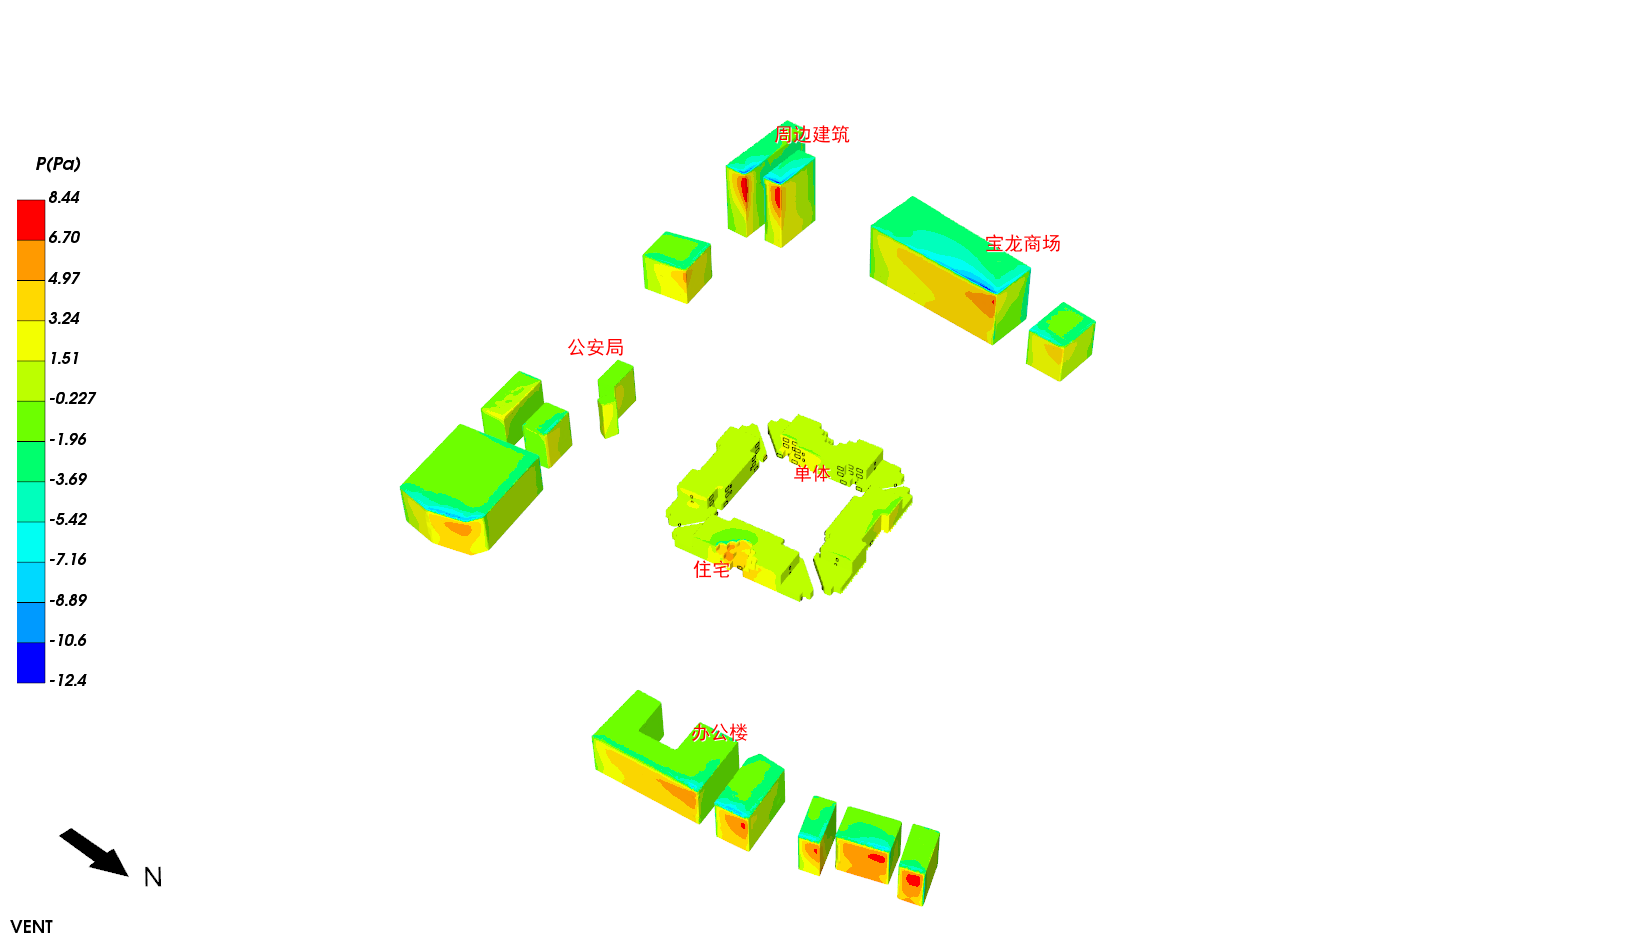 周边建筑
P(Pa)
8.44
6.70
4.97
3.24
1.51
-0.227
-1.96
-3.69
-5.42
-7.16
-8.89
-10.6
-12.4
宝龙商场
公安局
单体
住宅
办公楼
N
VENT